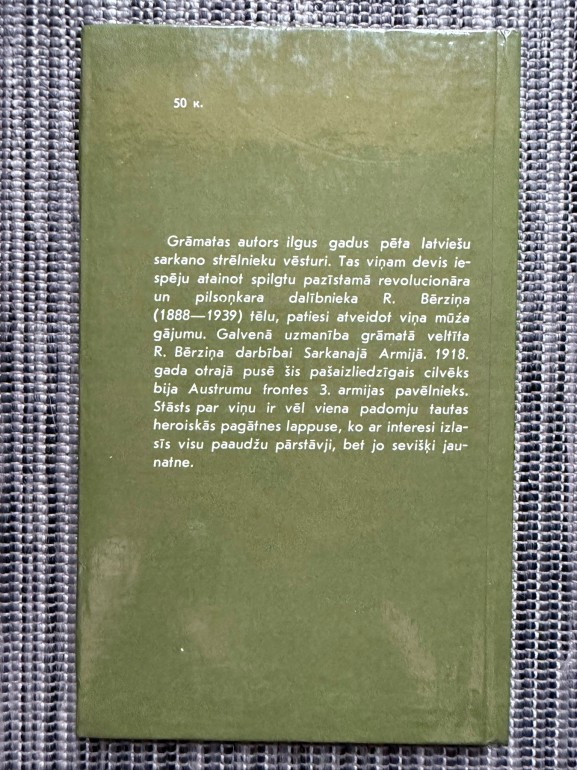 50 к.
Grāmatas autors ilgus gadus pēta latviešu
sarkano strēlnieku vēsturi. Tas viņam devis ie-
spēju atainot spilgtu pazīstamā revolucionāra
un pilsoņkara dalībnieka R. Bērziņa
(1888—1939) tēlu, patiesi atveidot viņa mūža
gājumu. Galvenā uzmanība grāmatā veltīta
R. Bērziņa darbībai Sarkanajā Armijā. 1918.
gada otrajā pusē šis pašaizliedzīgais cilvēks
bija Austrumu frontes 3. armijas pavēlnieks.
Stāsts par viņu ir vēl viena padomju tautas
heroiskās pagātnes lappuse, ko ar interesi izla-
sīs visu paaudžu pārstāvji, bet jo sevišķi jau-
natne.